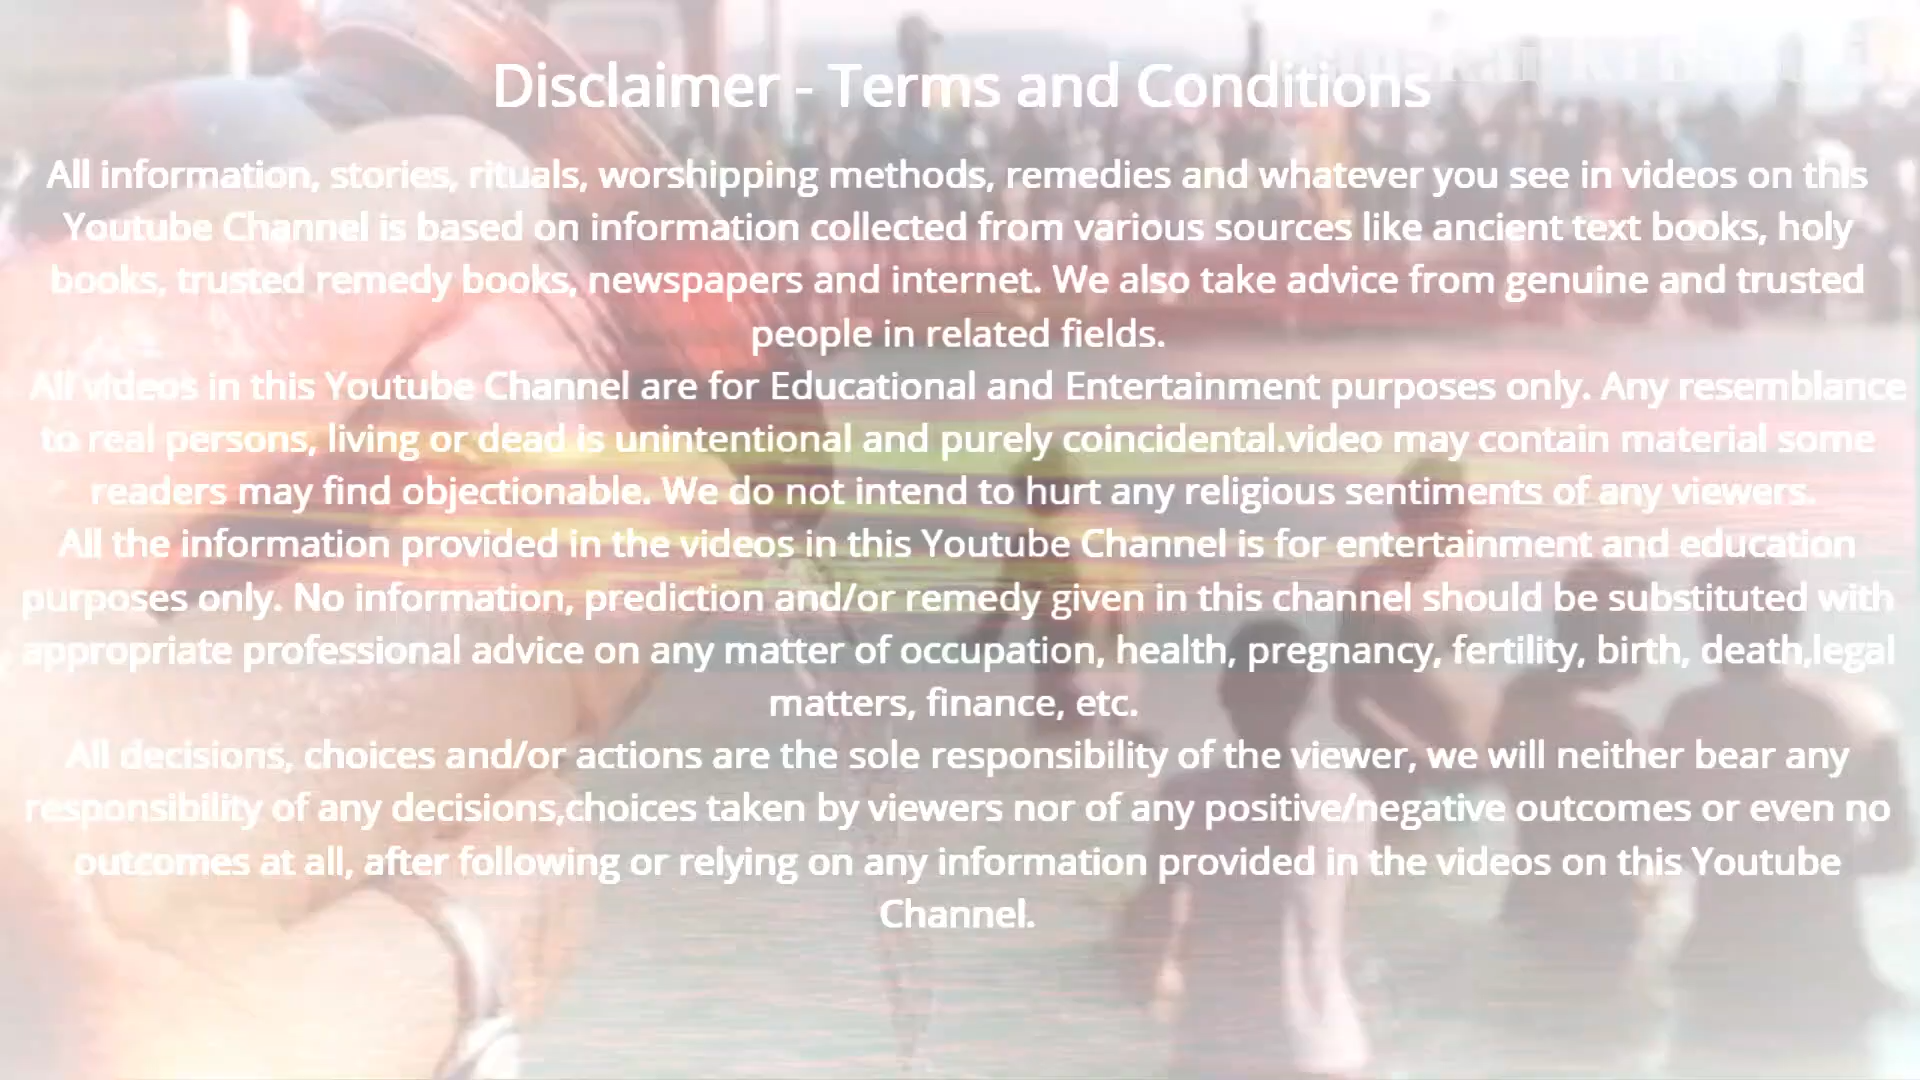 Disclaimer - Terms and Conditions
All information, stories, rituals, worshipping methods, remedies and whatever you see in videos on this
Youtube Channel is based on information collected from various sources like ancient text books, holy
books, trusted remedy books, newspapers and internet. We also take advice from genuine and trusted
people in related fields.
All videos in this Youtube Channel are for Educational and Entertainment purposes only. Any resemblance
to real persons, living or dead is unintentional and purely coincidental.video may contain material some
readers may find objectionable. We do not intend to hurt any religious sentiments of any viewers.
All the information provided in the videos in this Youtube Channel is for entertainment and education
purposes only. No information, prediction and/or remedy given in this channel should be substituted with
appropriate professional advice on any matter of occupation, health, pregnancy, fertility, birth, death,legal
matters, finance, etc.
All decisions, choices and/or actions are the sole responsibility of the viewer, we will neither bear any
responsibility of any decisions,choices taken by viewers nor of any positive/negative outcomes or even no
outcomes at all, after following or relying on any information provided in the videos on this Youtube
Channel.